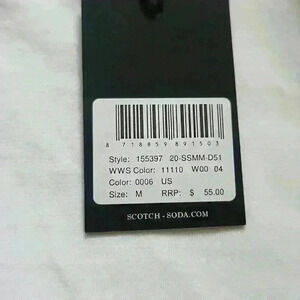 8 718859 891503
Style: 155397 20-SSMM-D51
WWS Color: 11110 W00 04
Color: 0006 US
Size: M RRP: $ 55.00
SCOTCH - SODA.COM